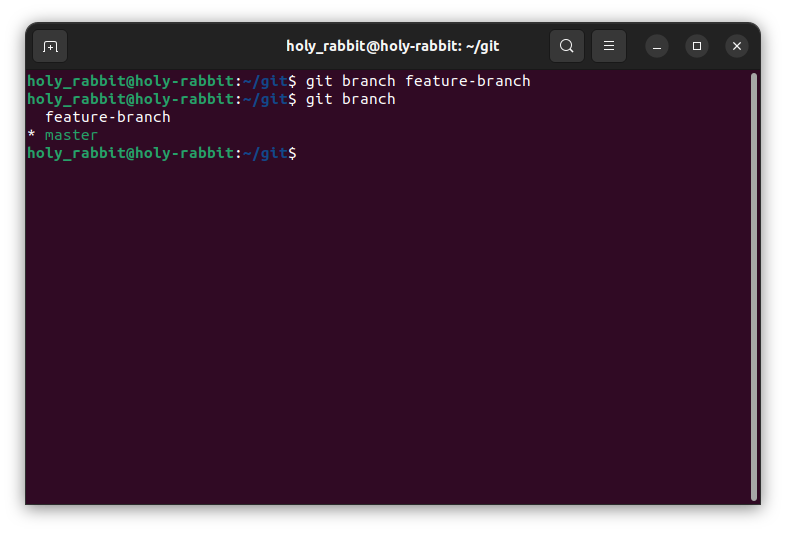 holy_rabbit@holy-rabbit: ~/git
holy_rabbit@holy-rabbit:~/git$ git branch feature-branch
holy_rabbit@holy-rabbit:~/git$ git branch
  feature-branch
* master
holy_rabbit@holy-rabbit:~/git$